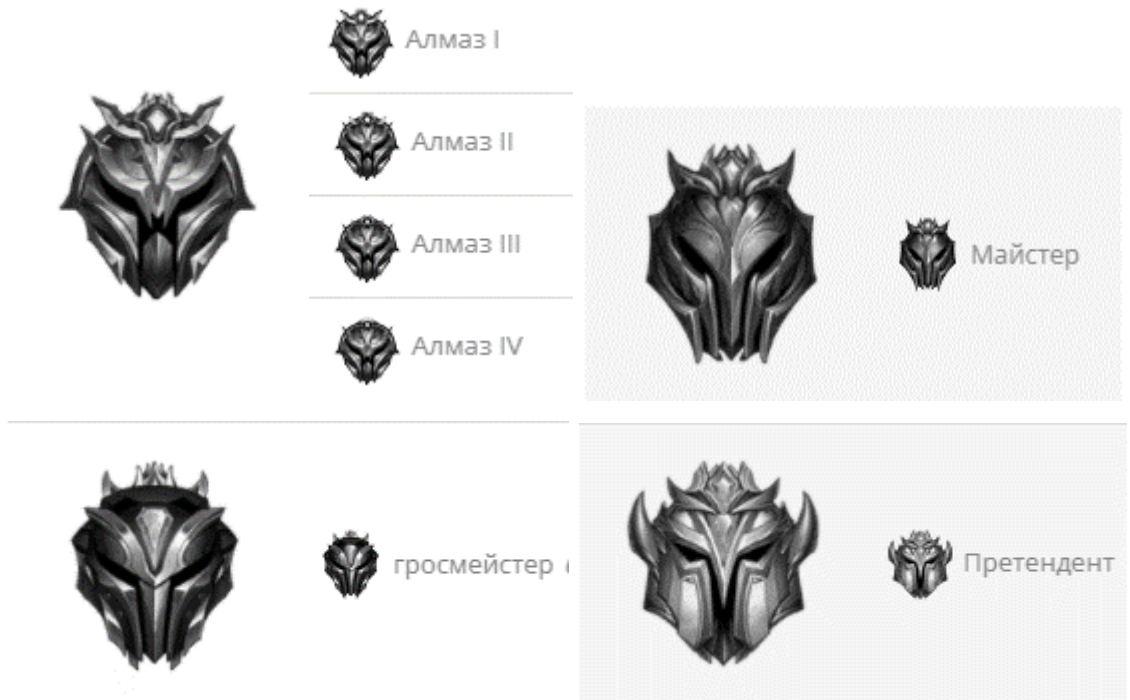 Алмаз I
Алмаз II
Алмаз III
Алмаз IV
Майстер
гросмейстер
Претендент